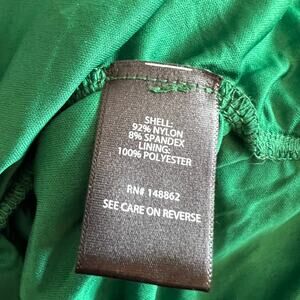 SHELL:
92% NYLON
8% SPANDEX
LINING:
100% POLYESTER
RN# 148862
SEE CARE ON REVERSE